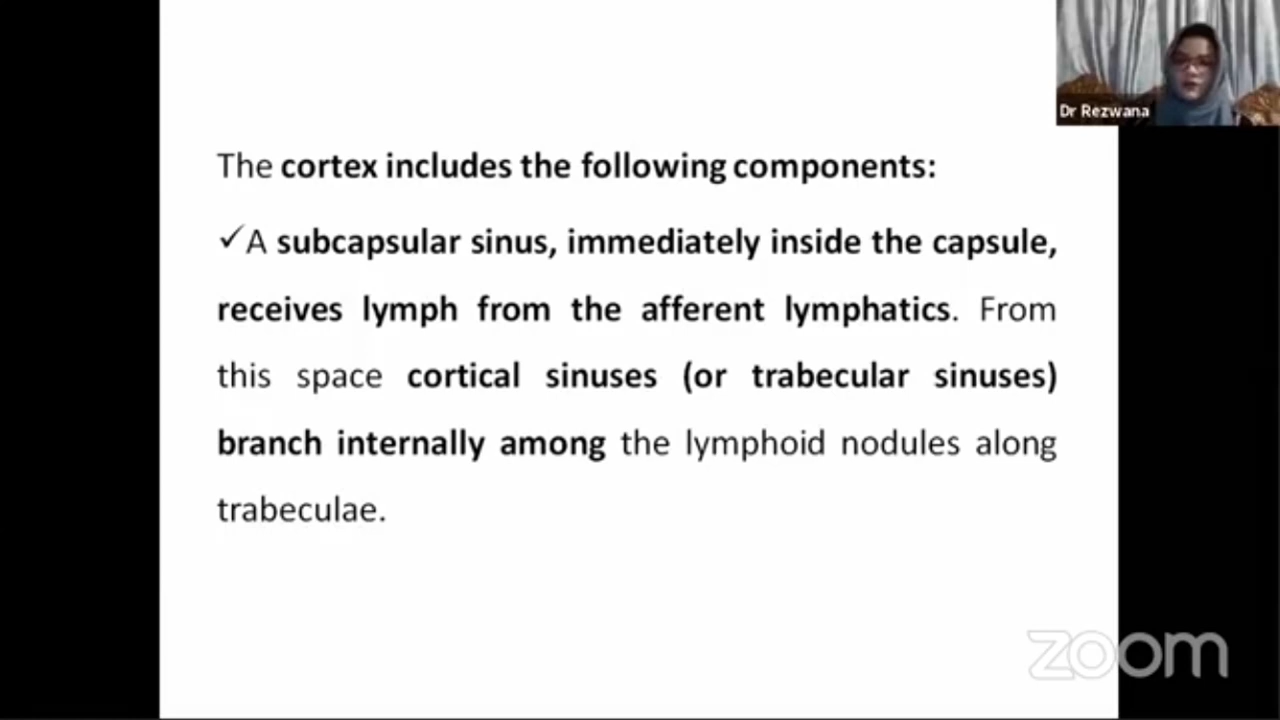 Dr Rezwana
The cortex includes the following components:
✓A subcapsular sinus, immediately inside the capsule,
receives lymph from the afferent lymphatics. From
this space cortical sinuses (or trabecular sinuses)
branch internally among the lymphoid nodules along
trabeculae.
zoom